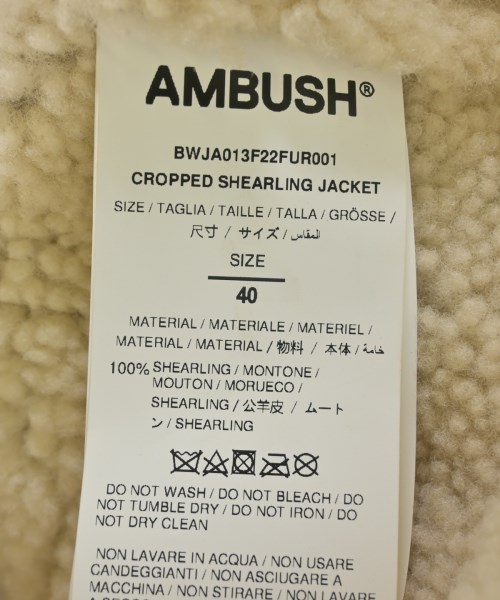 AMBUSH®
BWJA013F22FUR001
CROPPED SHEARLING JACKET
SIZE / TAGLIA / TAILLE / TALLA / GRÖSSE /
尺寸 / サイズ / المقاس
SIZE
40
MATERIAL / MATERIALE / MATERIEL /
MATERIAL / MATERIAL / 物料 / 本体 / خامة
100% SHEARLING / MONTONE /
MOUTON / MORUECO /
SHEARLING / 公羊皮 / ムート
ン / SHEARLING
DO NOT WASH / DO NOT BLEACH / DO
NOT TUMBLE DRY / DO NOT IRON / DO
NOT DRY CLEAN
NON LAVARE IN ACQUA / NON USARE
CANDEGGIANTI / NON ASCIUGARE A
MACCHINA / NON STIRARE / NON LAVARE
A SECCO